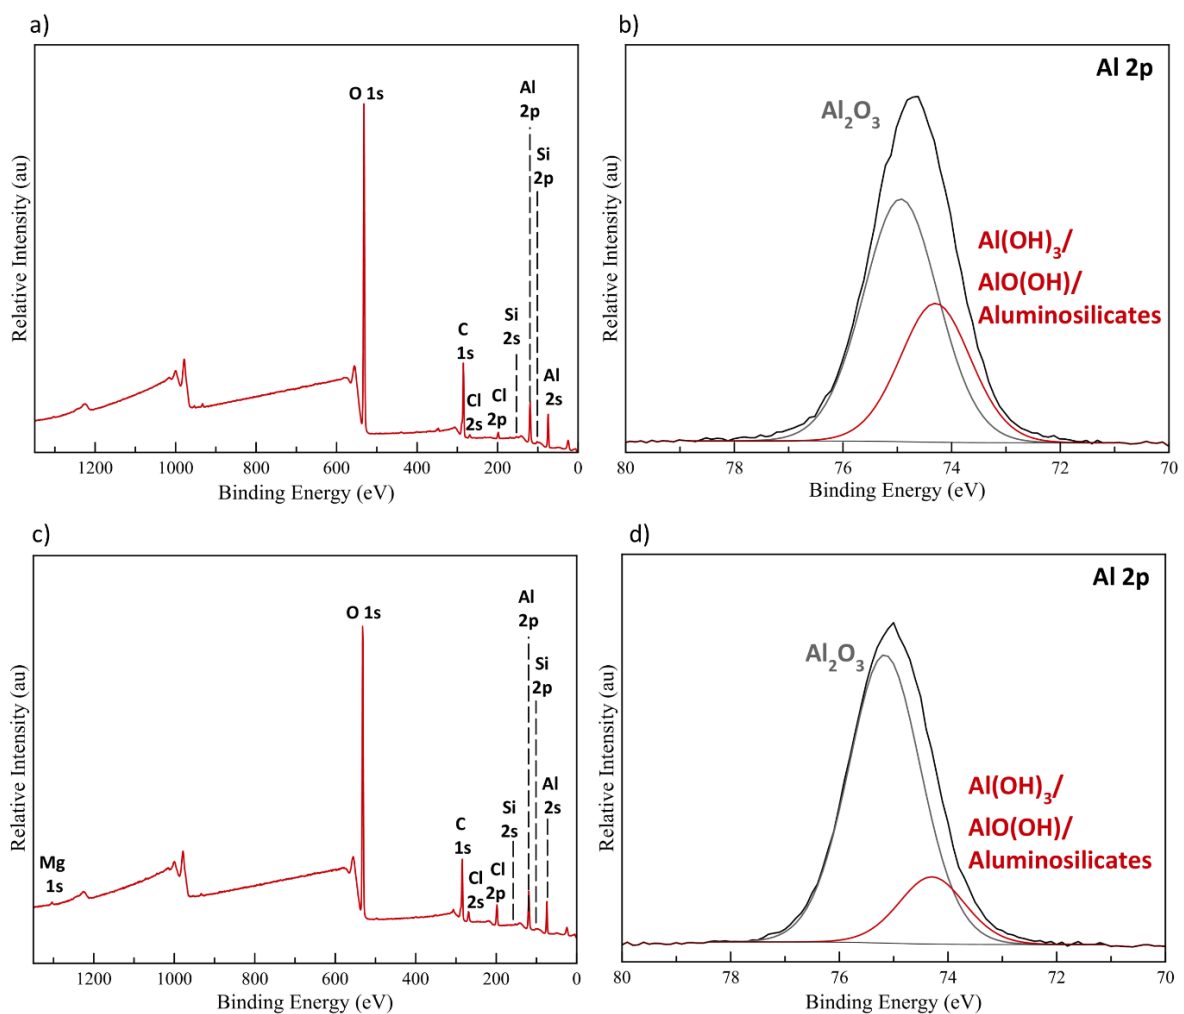 a)
Relative Intensity (au)
O 1s
C
1s
Cl
2s
Cl
2p
Si
2s
Al
2p
Si
2p
Al
2s
1200 1000 800 600 400 200 0
Binding Energy (eV)
b)
Al 2p
Relative Intensity (au)
Al2O3
Al(OH)3/
AlO(OH)/
Aluminosilicates
80 78 76 74 72 70
Binding Energy (eV)
c)
Relative Intensity (au)
Mg
1s
O 1s
C
1s
Cl
2s
Cl
2p
Si
2s
Al
2p
Si
2p
Al
2s
1200 1000 800 600 400 200 0
Binding Energy (eV)
d)
Al 2p
Relative Intensity (au)
Al2O3
Al(OH)3/
AlO(OH)/
Aluminosilicates
80 78 76 74 72 70
Binding Energy (eV)